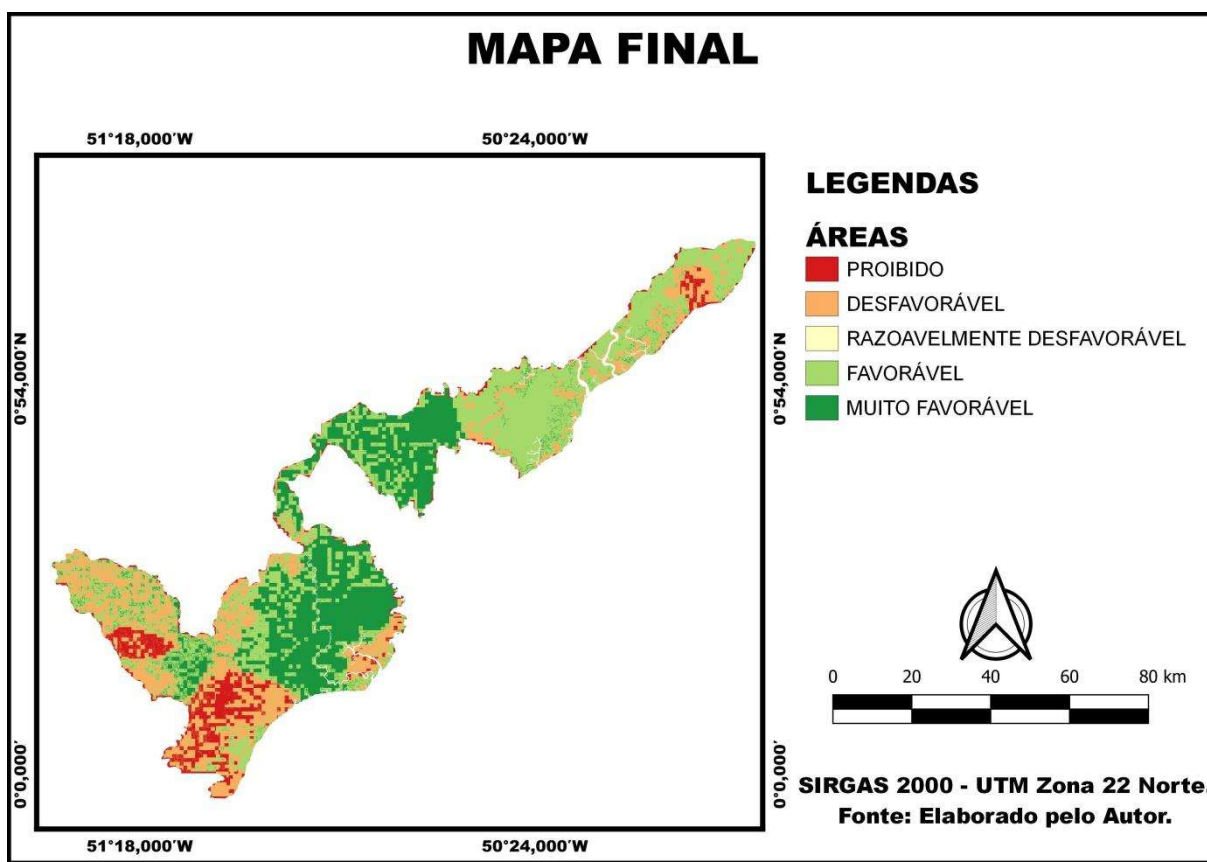 MAPA FINAL
51°18,000′W 50°24,000′W
LEGENDAS
ÁREAS
PROIBIDO
DESFAVORÁVEL
RAZOAVELMENTE DESFAVORÁVEL
FAVORÁVEL
MUITO FAVORÁVEL
0°54,000′N 0°54,000′N
0 20 40 60 80 km
0°0,000′ 0°0,000′
SIRGAS 2000 - UTM Zona 22 Norte.
Fonte: Elaborado pelo Autor.
51°18,000′W 50°24,000′W